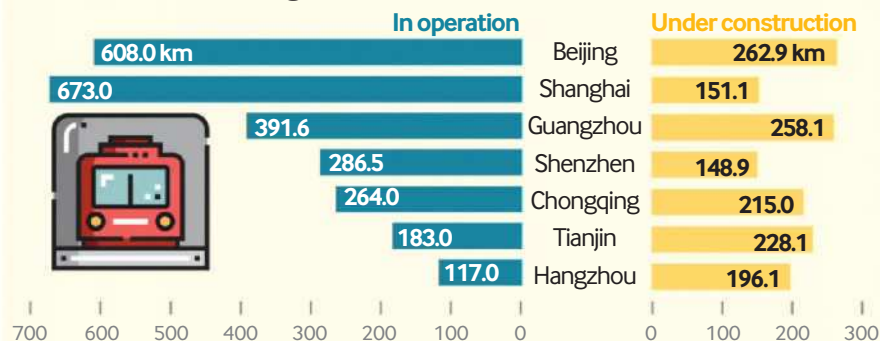 In operation Under construction
608.0 km Beijing 262.9 km
673.0 Shanghai 151.1
391.6 Guangzhou 258.1
286.5 Shenzhen 148.9
264.0 Chongqing 215.0
183.0 Tianjin 228.1
117.0 Hangzhou 196.1
700 600 500 400 300 200 100 0 0 100 200 300